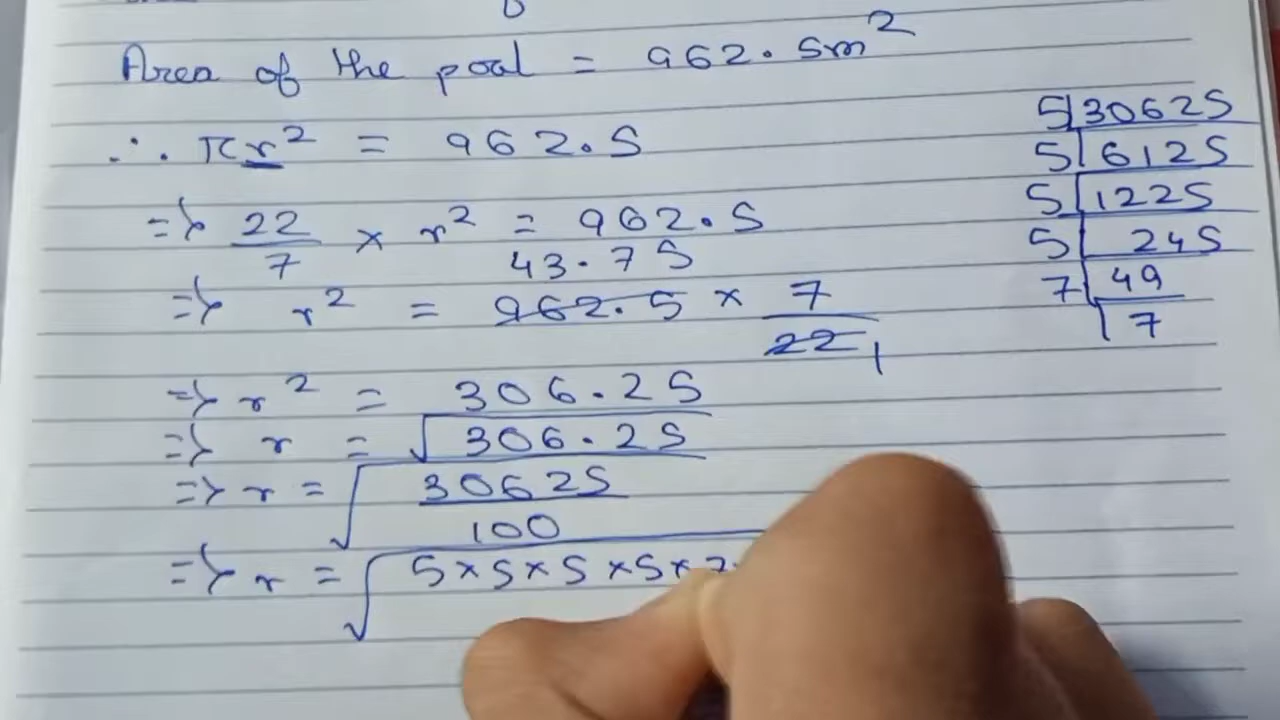 Area of the pool = 962.5m²
∴ πr² = 962.5
=> 22/7 × r² = 962.5
43.75
=> r² = 962.5 × 7/22 1
=> r² = 306.25
=> r = √306.25
=> r = √30625/100
=> r = √5×5×5×5×7
5|30625
5|6125
5|1225
5|245
7|49
|7